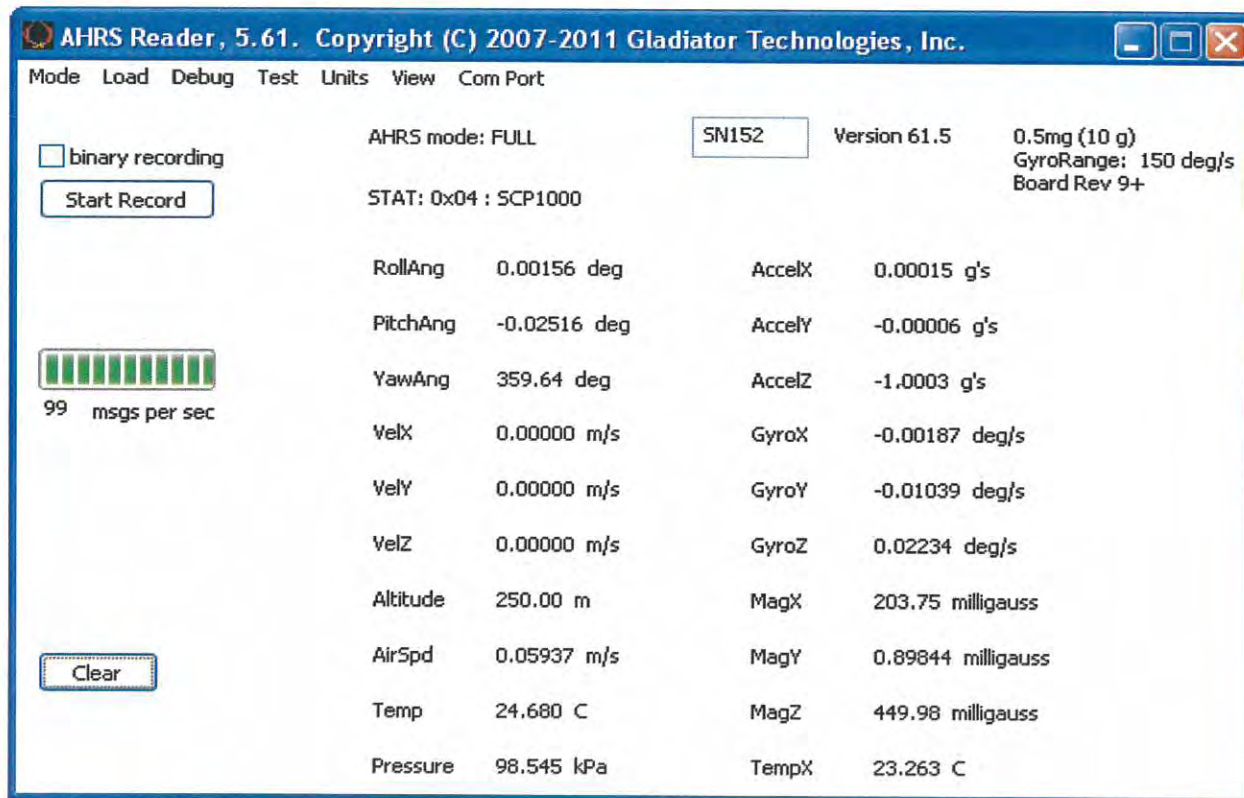 AHRS Reader, 5.61. Copyright (C) 2007-2011 Gladiator Technologies, Inc.
Mode Load Debug Test Units View Com Port
binary recording
Start Record
AHRS mode: FULL
SN152
Version 61.5
0.5mg (10 g)
GyroRange: 150 deg/s
Board Rev 9+
STAT: 0x04 : SCP1000
RollAng 0.00156 deg AccelX 0.00015 g's
PitchAng -0.02516 deg AccelY -0.00006 g's
YawAng 359.64 deg AccelZ -1.0003 g's
99 msgs per sec
VelX 0.00000 m/s GyroX -0.00187 deg/s
VelY 0.00000 m/s GyroY -0.01039 deg/s
VelZ 0.00000 m/s GyroZ 0.02234 deg/s
Altitude 250.00 m MagX 203.75 milligauss
AirSpd 0.05937 m/s MagY 0.89844 milligauss
Clear
Temp 24.680 C MagZ 449.98 milligauss
Pressure 98.545 kPa TempX 23.263 C